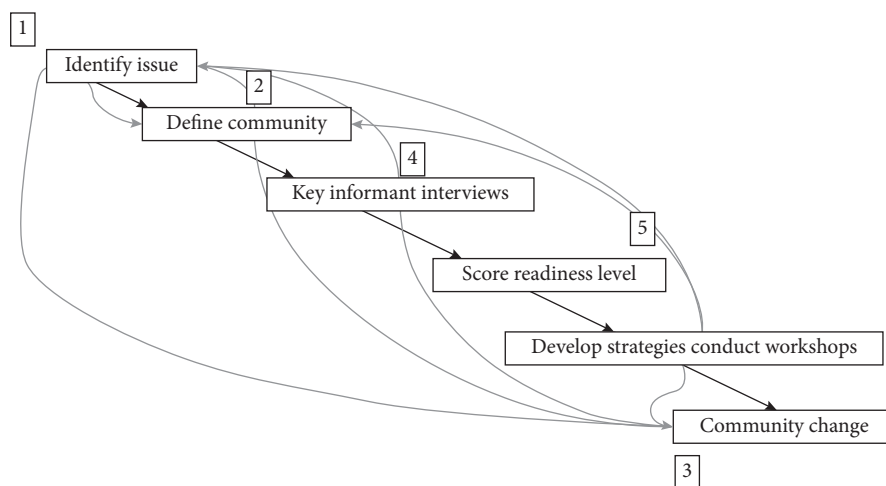 1
Identify issue
2
Define community
4
Key informant interviews
5
Score readiness level
Develop strategies conduct workshops
Community change
3